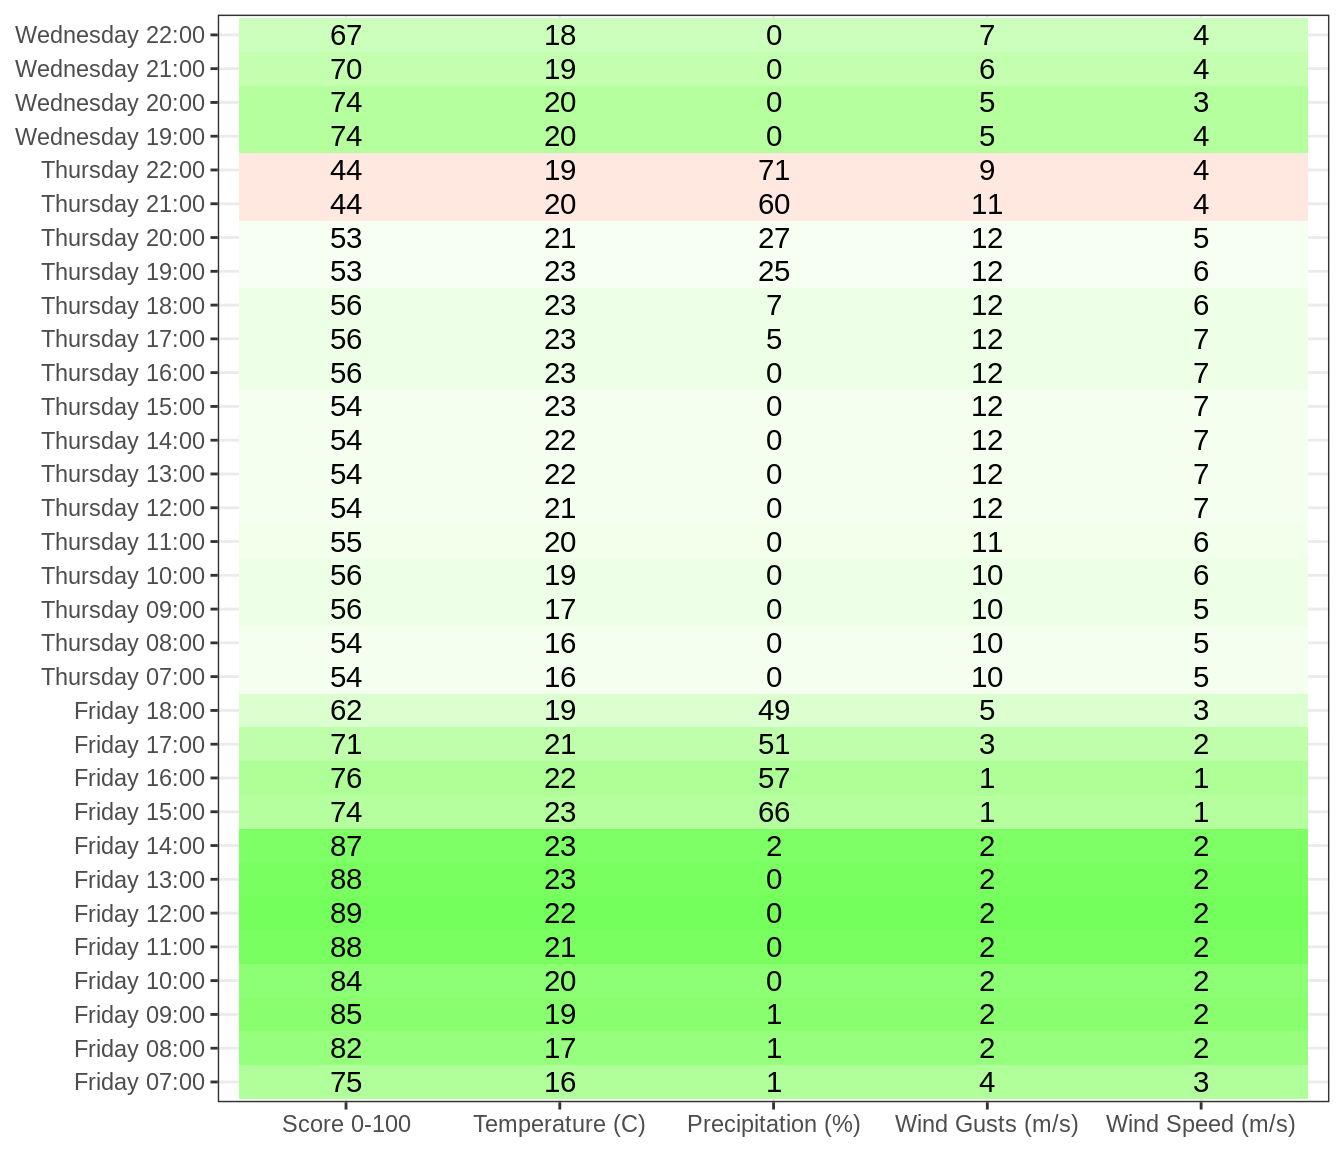 Wednesday 22:00 67 18 0 7 4
Wednesday 21:00 70 19 0 6 4
Wednesday 20:00 74 20 0 5 3
Wednesday 19:00 74 20 0 5 4
Thursday 22:00 44 19 71 9 4
Thursday 21:00 44 20 60 11 4
Thursday 20:00 53 21 27 12 5
Thursday 19:00 53 23 25 12 6
Thursday 18:00 56 23 7 12 6
Thursday 17:00 56 23 5 12 7
Thursday 16:00 56 23 0 12 7
Thursday 15:00 54 23 0 12 7
Thursday 14:00 54 22 0 12 7
Thursday 13:00 54 22 0 12 7
Thursday 12:00 54 21 0 12 7
Thursday 11:00 55 20 0 11 6
Thursday 10:00 56 19 0 10 6
Thursday 09:00 56 17 0 10 5
Thursday 08:00 54 16 0 10 5
Thursday 07:00 54 16 0 10 5
Friday 18:00 62 19 49 5 3
Friday 17:00 71 21 51 3 2
Friday 16:00 76 22 57 1 1
Friday 15:00 74 23 66 1 1
Friday 14:00 87 23 2 2 2
Friday 13:00 88 23 0 2 2
Friday 12:00 89 22 0 2 2
Friday 11:00 88 21 0 2 2
Friday 10:00 84 20 0 2 2
Friday 09:00 85 19 1 2 2
Friday 08:00 82 17 1 2 2
Friday 07:00 75 16 1 4 3
Score 0-100 Temperature (C) Precipitation (%) Wind Gusts (m/s) Wind Speed (m/s)